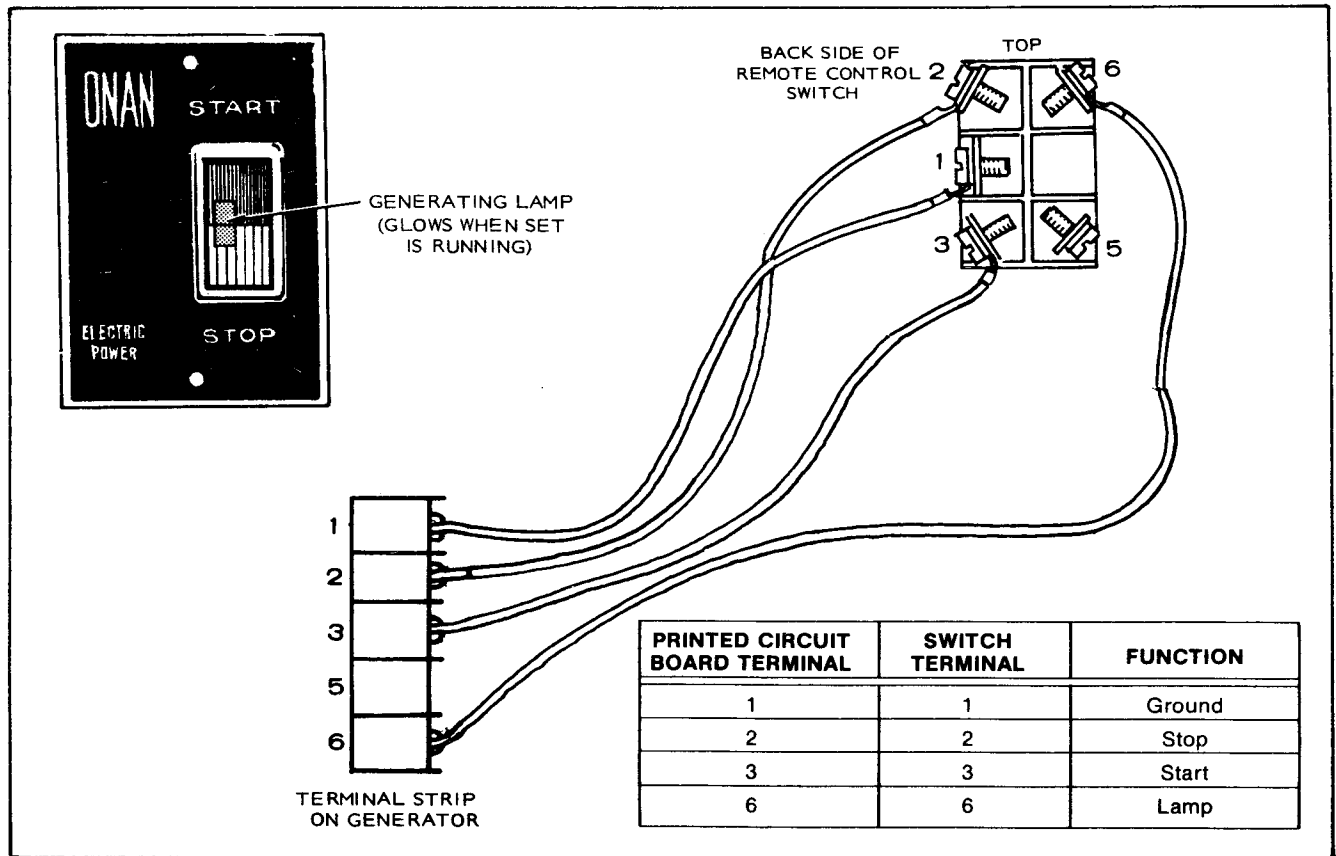 ONAN
START
STOP
ELECTRIC
POWER
GENERATING LAMP
(GLOWS WHEN SET
IS RUNNING)
BACK SIDE OF
REMOTE CONTROL
SWITCH
TOP
2
6
1
3
5
1
2
3
5
6
TERMINAL STRIP
ON GENERATOR
PRINTED CIRCUIT BOARD TERMINAL SWITCH TERMINAL FUNCTION
1 1 Ground
2 2 Stop
3 3 Start
6 6 Lamp